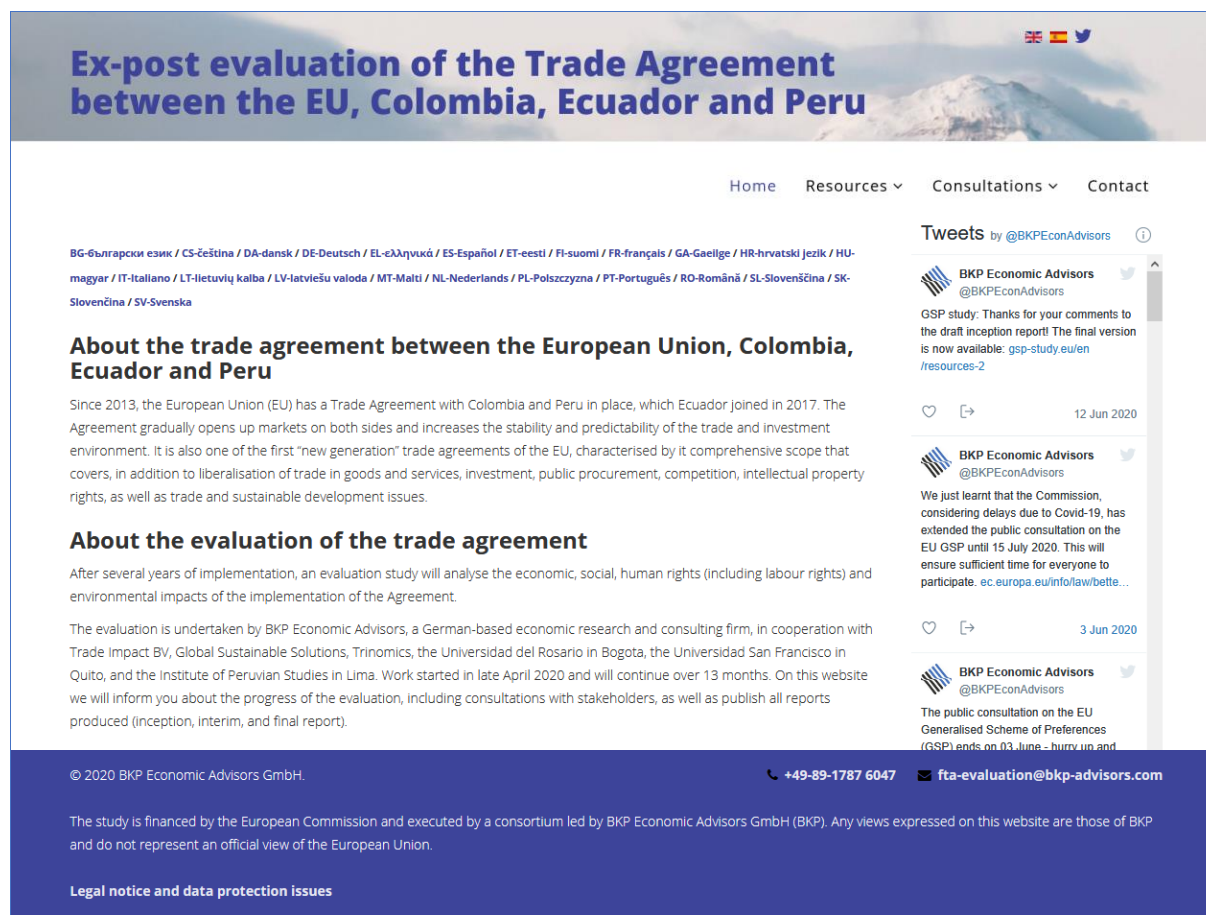 Ex-post evaluation of the Trade Agreement
between the EU, Colombia, Ecuador and Peru
Home Resources Consultations Contact
BG-български език / CS-čeština / DA-dansk / DE-Deutsch / EL-ελληνικά / ES-Español / ET-eesti / FI-suomi / FR-français / GA-Gaeilge / HR-hrvatski jezik / HU-
magyar / IT-Italiano / LT-lietuvių kalba / LV-latviešu valoda / MT-Malti / NL-Nederlands / PL-Polszczyzna / PT-Português / RO-Română / SL-Slovenščina / SK-
Slovenčina / SV-Svenska
About the trade agreement between the European Union, Colombia,
Ecuador and Peru
Since 2013, the European Union (EU) has a Trade Agreement with Colombia and Peru in place, which Ecuador joined in 2017. The
Agreement gradually opens up markets on both sides and increases the stability and predictability of the trade and investment
environment. It is also one of the first "new generation" trade agreements of the EU, characterised by it comprehensive scope that
covers, in addition to liberalisation of trade in goods and services, investment, public procurement, competition, intellectual property
rights, as well as trade and sustainable development issues.
About the evaluation of the trade agreement
After several years of implementation, an evaluation study will analyse the economic, social, human rights (including labour rights) and
environmental impacts of the implementation of the Agreement.
The evaluation is undertaken by BKP Economic Advisors, a German-based economic research and consulting firm, in cooperation with
Trade Impact BV, Global Sustainable Solutions, Trinomics, the Universidad del Rosario in Bogota, the Universidad San Francisco in
Quito, and the Institute of Peruvian Studies in Lima. Work started in late April 2020 and will continue over 13 months. On this website
we will inform you about the progress of the evaluation, including consultations with stakeholders, as well as publish all reports
produced (inception, interim, and final report).
Tweets by @BKPEconAdvisors
BKP Economic Advisors
@BKPEconAdvisors
GSP study: Thanks for your comments to
the draft inception report! The final version
is now available: gsp-study.eu/en
/resources-2
12 Jun 2020
BKP Economic Advisors
@BKPEconAdvisors
We just learnt that the Commission,
considering delays due to Covid-19, has
extended the public consultation on the
EU GSP until 15 July 2020. This will
ensure sufficient time for everyone to
participate. ec.europa.eu/info/law/bette…
3 Jun 2020
BKP Economic Advisors
@BKPEconAdvisors
The public consultation on the EU
Generalised Scheme of Preferences
(GSP) ends on 03 June - hurry up and
© 2020 BKP Economic Advisors GmbH.
+49-89-1787 6047 fta-evaluation@bkp-advisors.com
The study is financed by the European Commission and executed by a consortium led by BKP Economic Advisors GmbH (BKP). Any views expressed on this website are those of BKP
and do not represent an official view of the European Union.
Legal notice and data protection issues